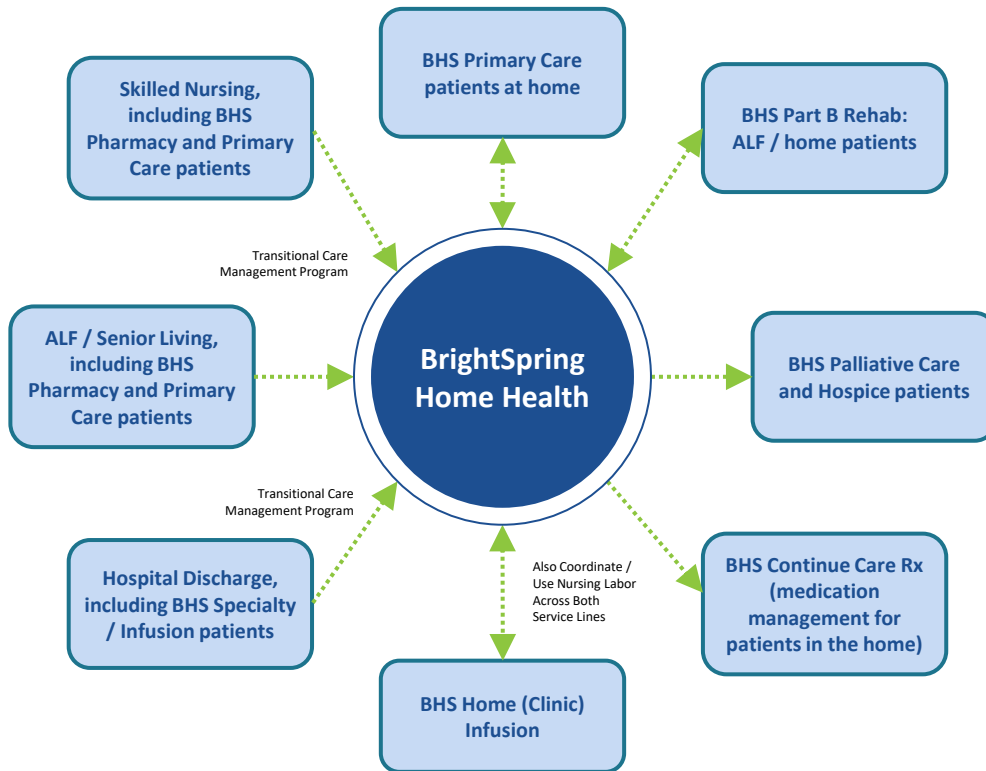 BHS Primary Care
patients at home
Skilled Nursing,
including BHS
Pharmacy and Primary
Care patients
BHS Part B Rehab:
ALF / home patients
Transitional Care
Management Program
ALF / Senior Living,
including BHS
Pharmacy and Primary
Care patients
BrightSpring
Home Health
BHS Palliative Care
and Hospice patients
Transitional Care
Management Program
Hospital Discharge,
including BHS Specialty
/ Infusion patients
Also Coordinate /
Use Nursing Labor
Across Both
Service Lines
BHS Continue Care Rx
(medication
management for
patients in the home)
BHS Home (Clinic)
Infusion